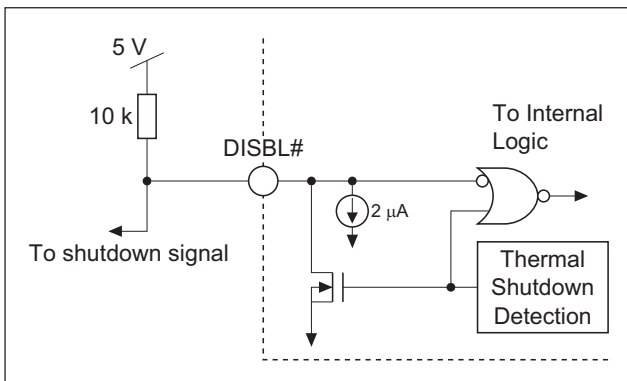 5 V
10 k
DISBL#
To Internal
Logic
2 μA
To shutdown signal
Thermal
Shutdown
Detection